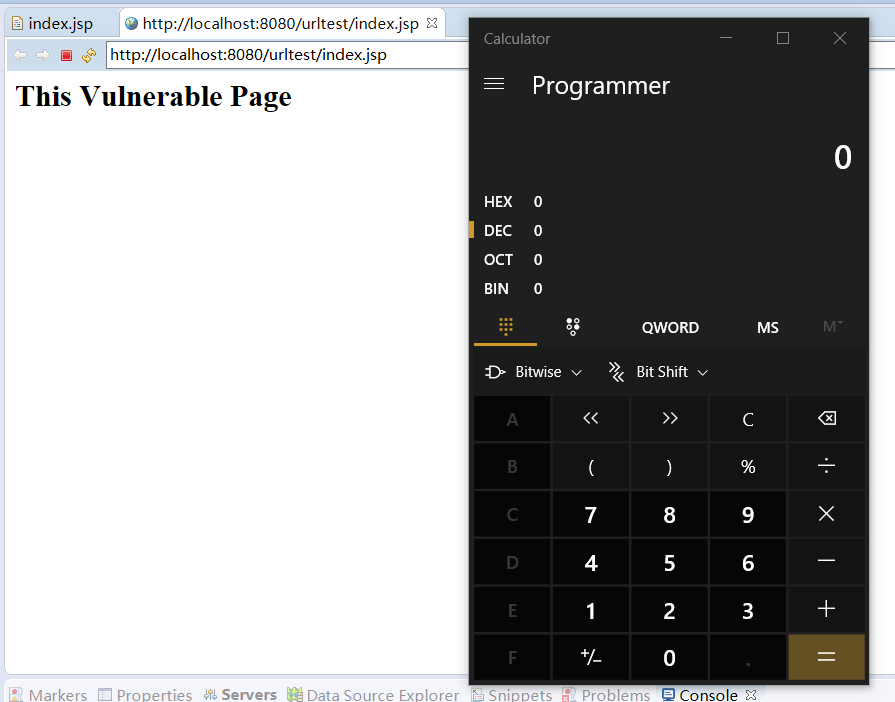 index.jsp
http://localhost:8080/urltest/index.jsp
http://localhost:8080/urltest/index.jsp
This Vulnerable Page
Calculator
Programmer
0
HEX 0
DEC 0
OCT 0
BIN 0
QWORD MS M
Bitwise Bit Shift
A << >> C
B ( ) % ÷
C 7 8 9 ×
D 4 5 6 −
E 1 2 3 +
F +/− 0 . =
Markers Properties Servers Data Source Explorer Snippets Problems Console